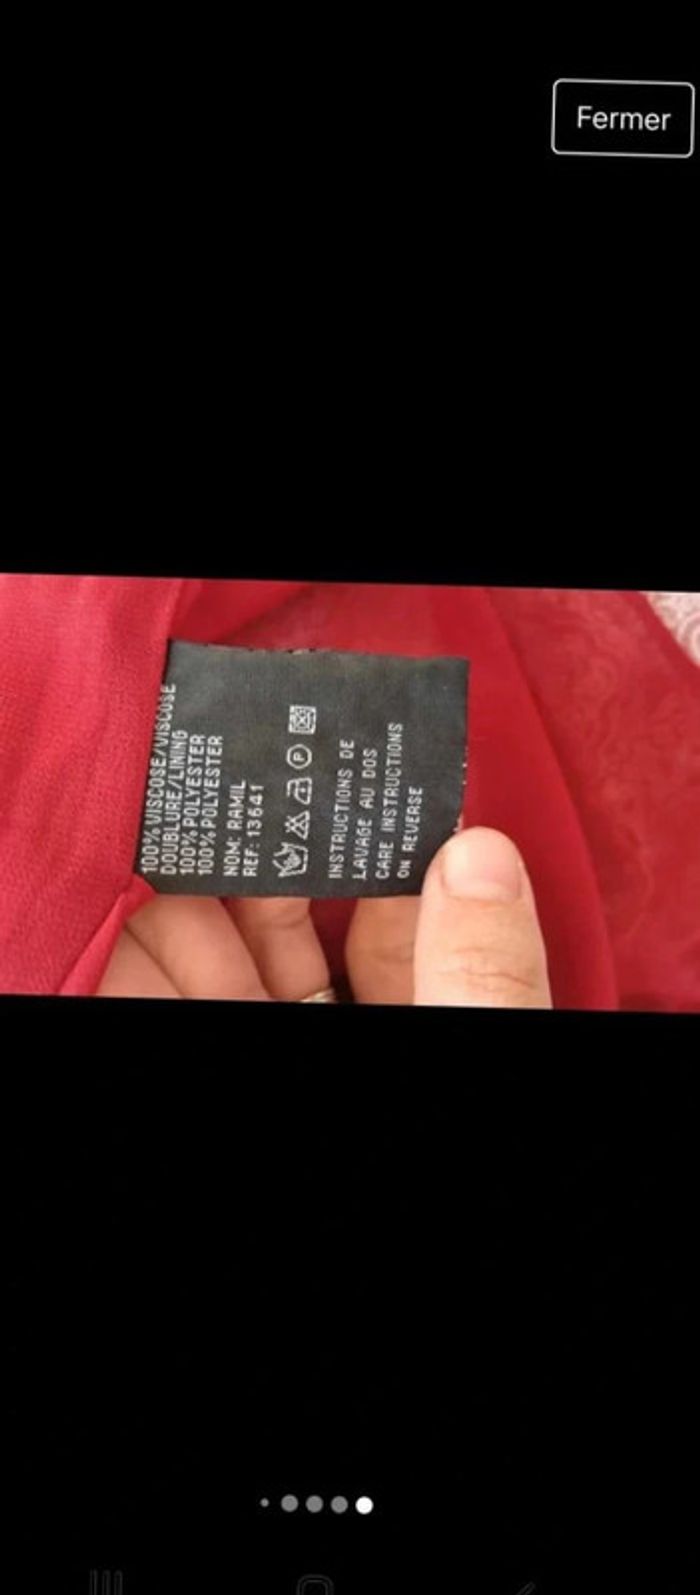 Fermer
100% VISCOSE/VISCOSE
DOUBLURE/LINING
100% POLYESTER
100% POLYESTER
NOM: RAMIL
REF: 13641
P
INSTRUCTIONS DE
LAVAGE AU DOS
CARE INSTRUCTIONS
ON REVERSE